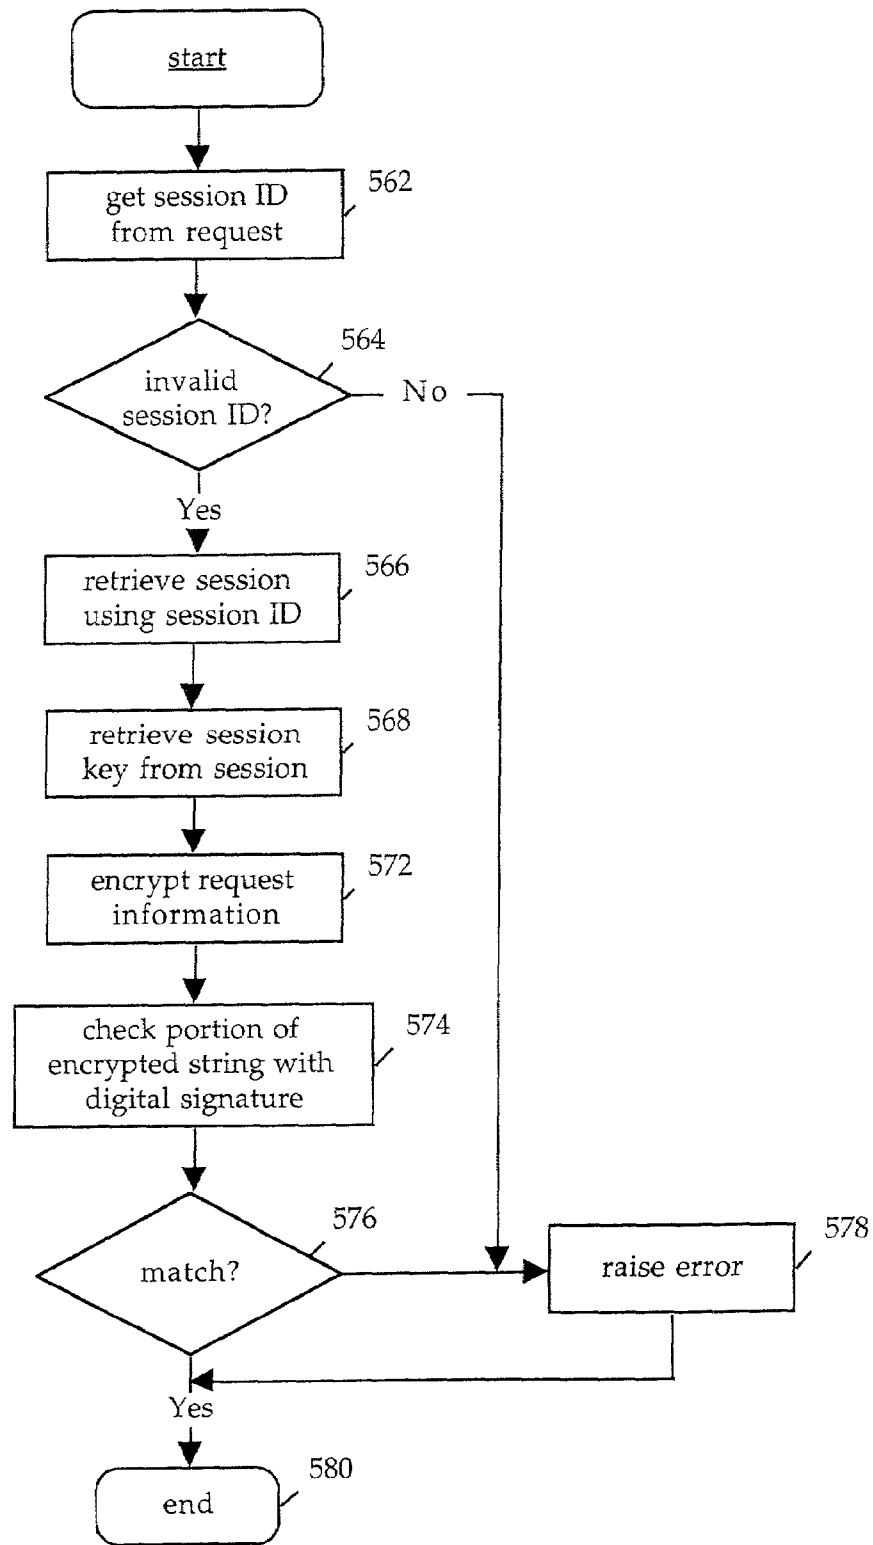 start
562
get session ID
from request
564
invalid
session ID?
No
Yes
566
retrieve session
using session ID
568
retrieve session
key from session
572
encrypt request
information
574
check portion of
encrypted string with
digital signature
576
match?
578
raise error
Yes
580
end